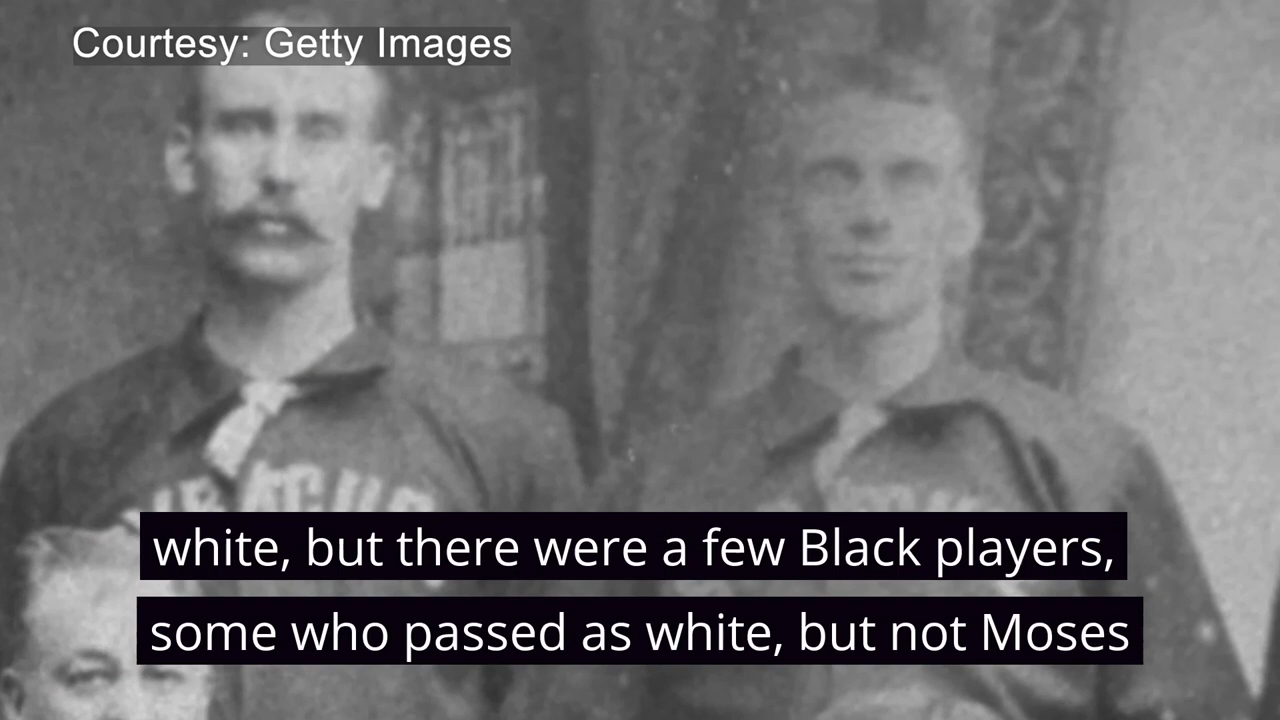 Courtesy: Getty Images
white, but there were a few Black players,
some who passed as white, but not Moses